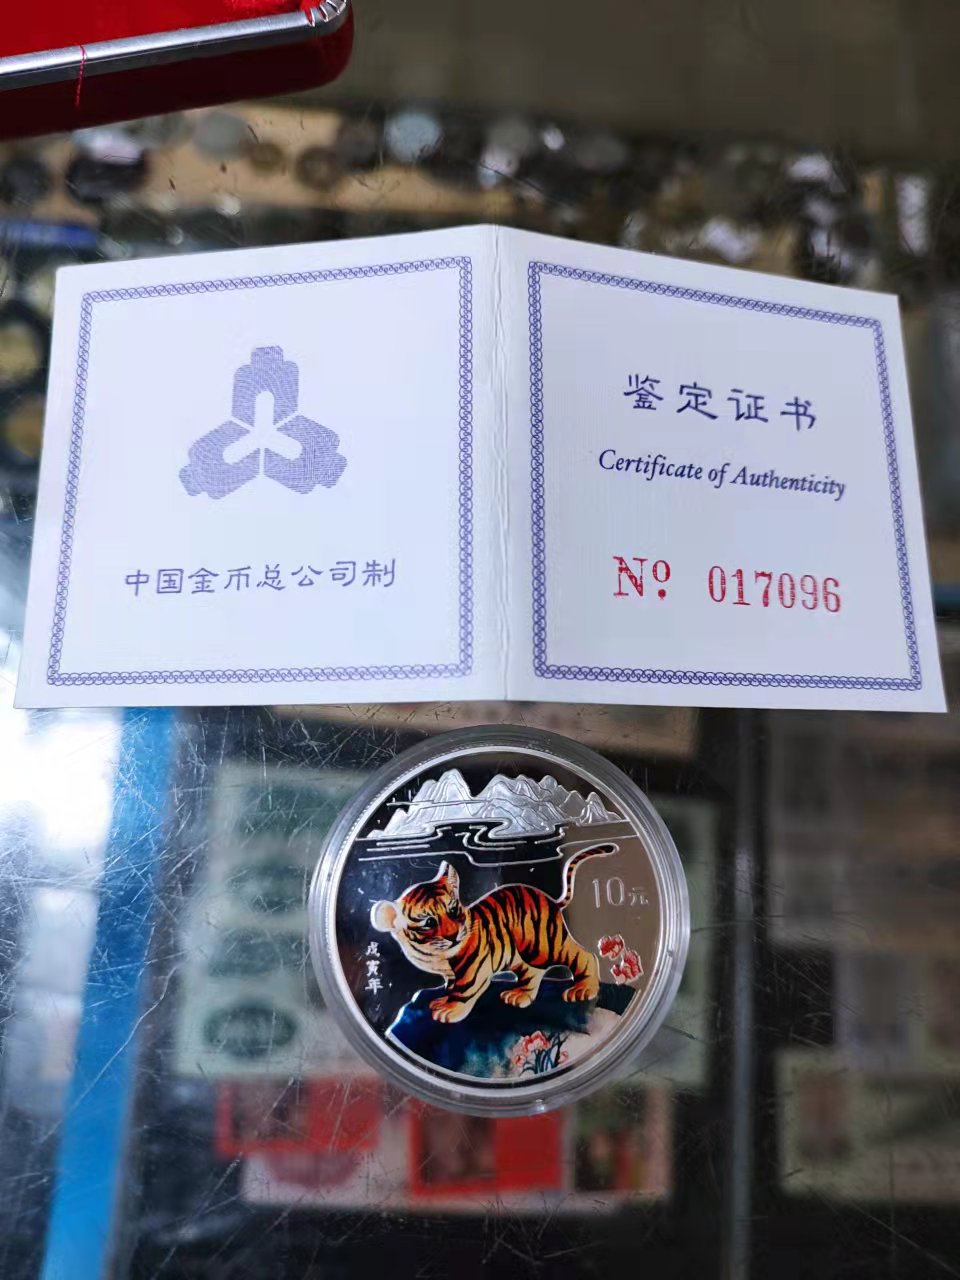 中国金币总公司制
鉴定证书
Certificate of Authenticity
Nº. 017096
10元
戊寅年